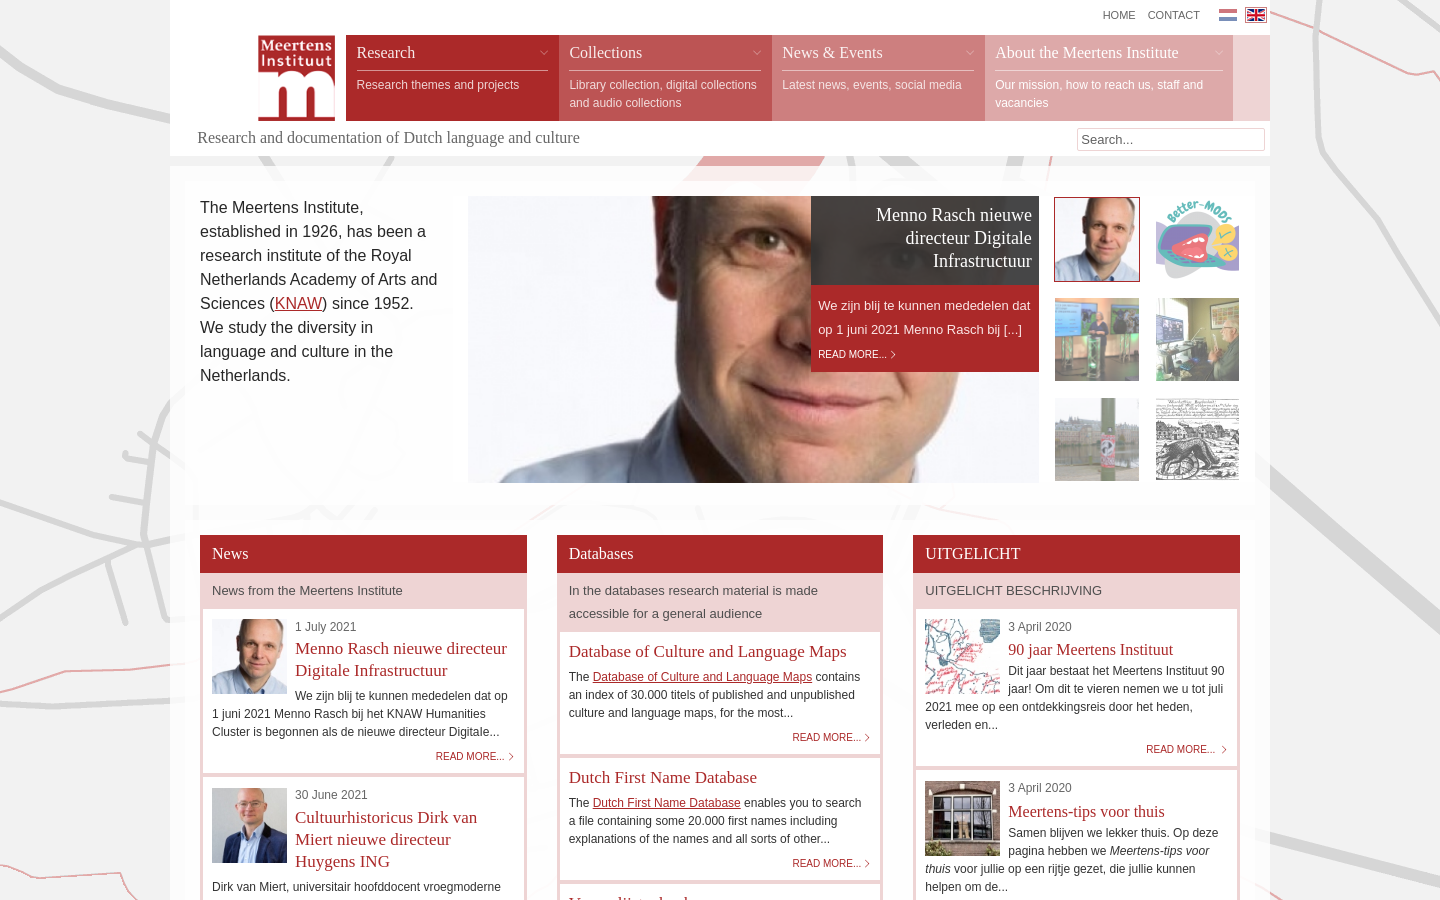 HOME CONTACT
Meertens
Instituut
Research
Research themes and projects
Collections
Library collection, digital collections
and audio collections
News & Events
Latest news, events, social media
About the Meertens Institute
Our mission, how to reach us, staff and
vacancies
Research and documentation of Dutch language and culture
Search...
The Meertens Institute,
established in 1926, has been a
research institute of the Royal
Netherlands Academy of Arts and
Sciences (KNAW) since 1952.
We study the diversity in
language and culture in the
Netherlands.
Menno Rasch nieuwe
directeur Digitale
Infrastructuur
We zijn blij te kunnen mededelen dat
op 1 juni 2021 Menno Rasch bij [...]
READ MORE...
Better-MODS
News
News from the Meertens Institute
1 July 2021
Menno Rasch nieuwe directeur
Digitale Infrastructuur
We zijn blij te kunnen mededelen dat op
1 juni 2021 Menno Rasch bij het KNAW Humanities
Cluster is begonnen als de nieuwe directeur Digitale...
READ MORE...
30 June 2021
Cultuurhistoricus Dirk van
Miert nieuwe directeur
Huygens ING
Dirk van Miert, universitair hoofddocent vroegmoderne
Databases
In the databases research material is made
accessible for a general audience
Database of Culture and Language Maps
The Database of Culture and Language Maps contains
an index of 30.000 titels of published and unpublished
culture and language maps, for the most...
READ MORE...
Dutch First Name Database
The Dutch First Name Database enables you to search
a file containing some 20.000 first names including
explanations of the names and all sorts of other...
READ MORE...
UITGELICHT
UITGELICHT BESCHRIJVING
3 April 2020
90 jaar Meertens Instituut
Dit jaar bestaat het Meertens Instituut 90
jaar! Om dit te vieren nemen we u tot juli
2021 mee op een ontdekkingsreis door het heden,
verleden en...
READ MORE...
3 April 2020
Meertens-tips voor thuis
Samen blijven we lekker thuis. Op deze
pagina hebben we Meertens-tips voor
thuis voor jullie op een rijtje gezet, die jullie kunnen
helpen om de...